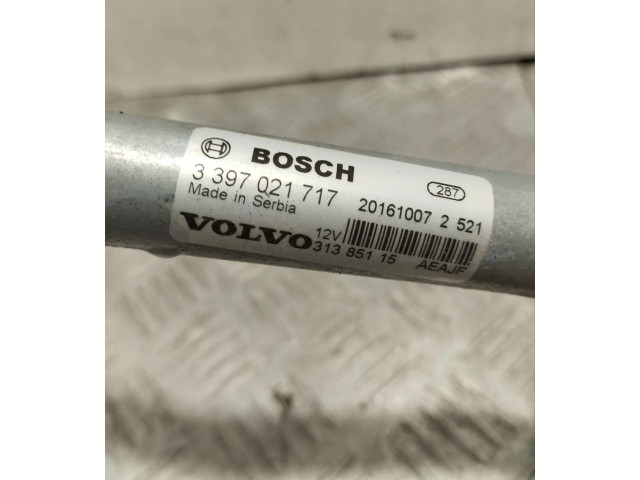 BOSCH
3 397 021 717
287
Made in Serbia
20161007 2 521
VOLVO
12V
313 851 15
AEAJF